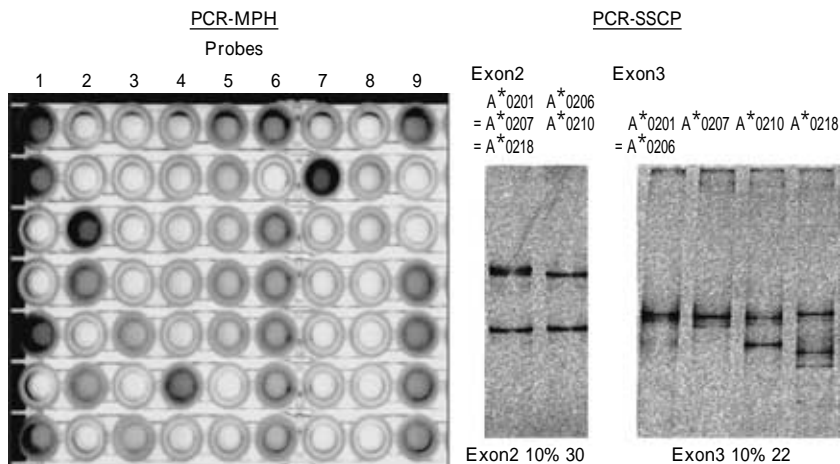 PCR-MPH
Probes
1 2 3 4 5 6 7 8 9
PCR-SSCP
Exon2
A*0201 A*0206
= A*0207 A*0210
= A*0218
Exon3
A*0201 A*0207 A*0210 A*0218
= A*0206
Exon2 10% 30
Exon3 10% 22